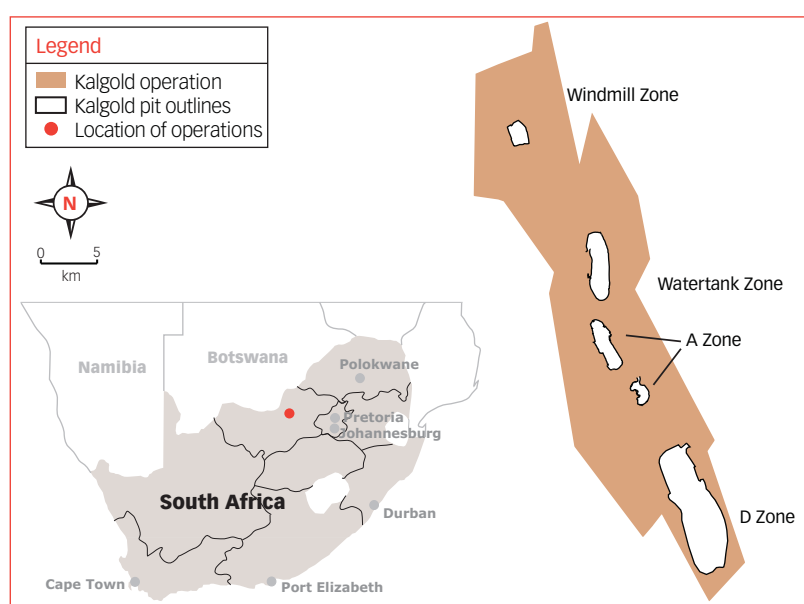 Legend
Kalgold operation
Kalgold pit outlines
Location of operations
N
0 5
km
Windmill Zone
Watertank Zone
A Zone
D Zone
Namibia
Botswana
Polokwane
Pretoria
Johannesburg
South Africa
Durban
Cape Town
Port Elizabeth